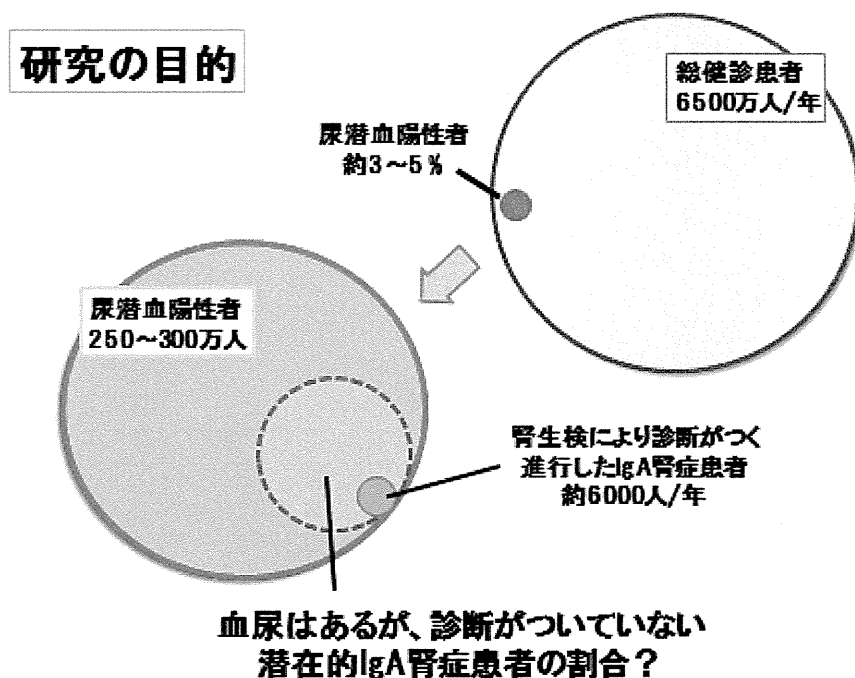 研究の目的
総健診患者
6500万人/年
尿潜血陽性者
約3～5%
尿潜血陽性者
250～300万人
腎生検により診断がつく
進行したIgA腎症患者
約6000人/年
血尿はあるが、診断がついていない
潜在的IgA腎症患者の割合？